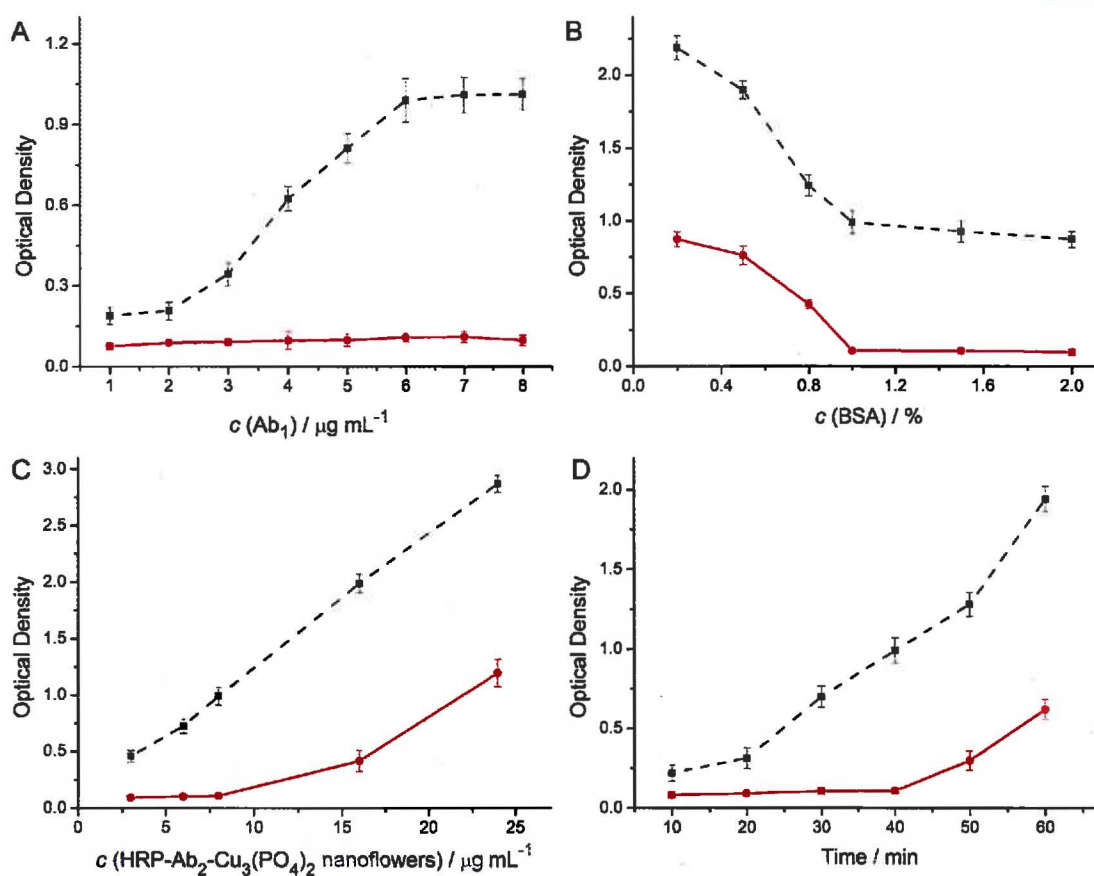 A
Optical Density
1.2
0.9
0.6
0.3
0.0
1 2 3 4 5 6 7 8
c (Ab₁) / μg mL⁻¹
B
Optical Density
2.0
1.5
1.0
0.5
0.0
0.0 0.4 0.8 1.2 1.6 2.0
c (BSA) / %
C
Optical Density
3.0
2.5
2.0
1.5
1.0
0.5
0.0
0 5 10 15 20 25
c (HRP-Ab₂-Cu₃(PO₄)₂ nanoflowers) / μg mL⁻¹
D
Optical Density
2.0
1.5
1.0
0.5
0.0
10 20 30 40 50 60
Time / min